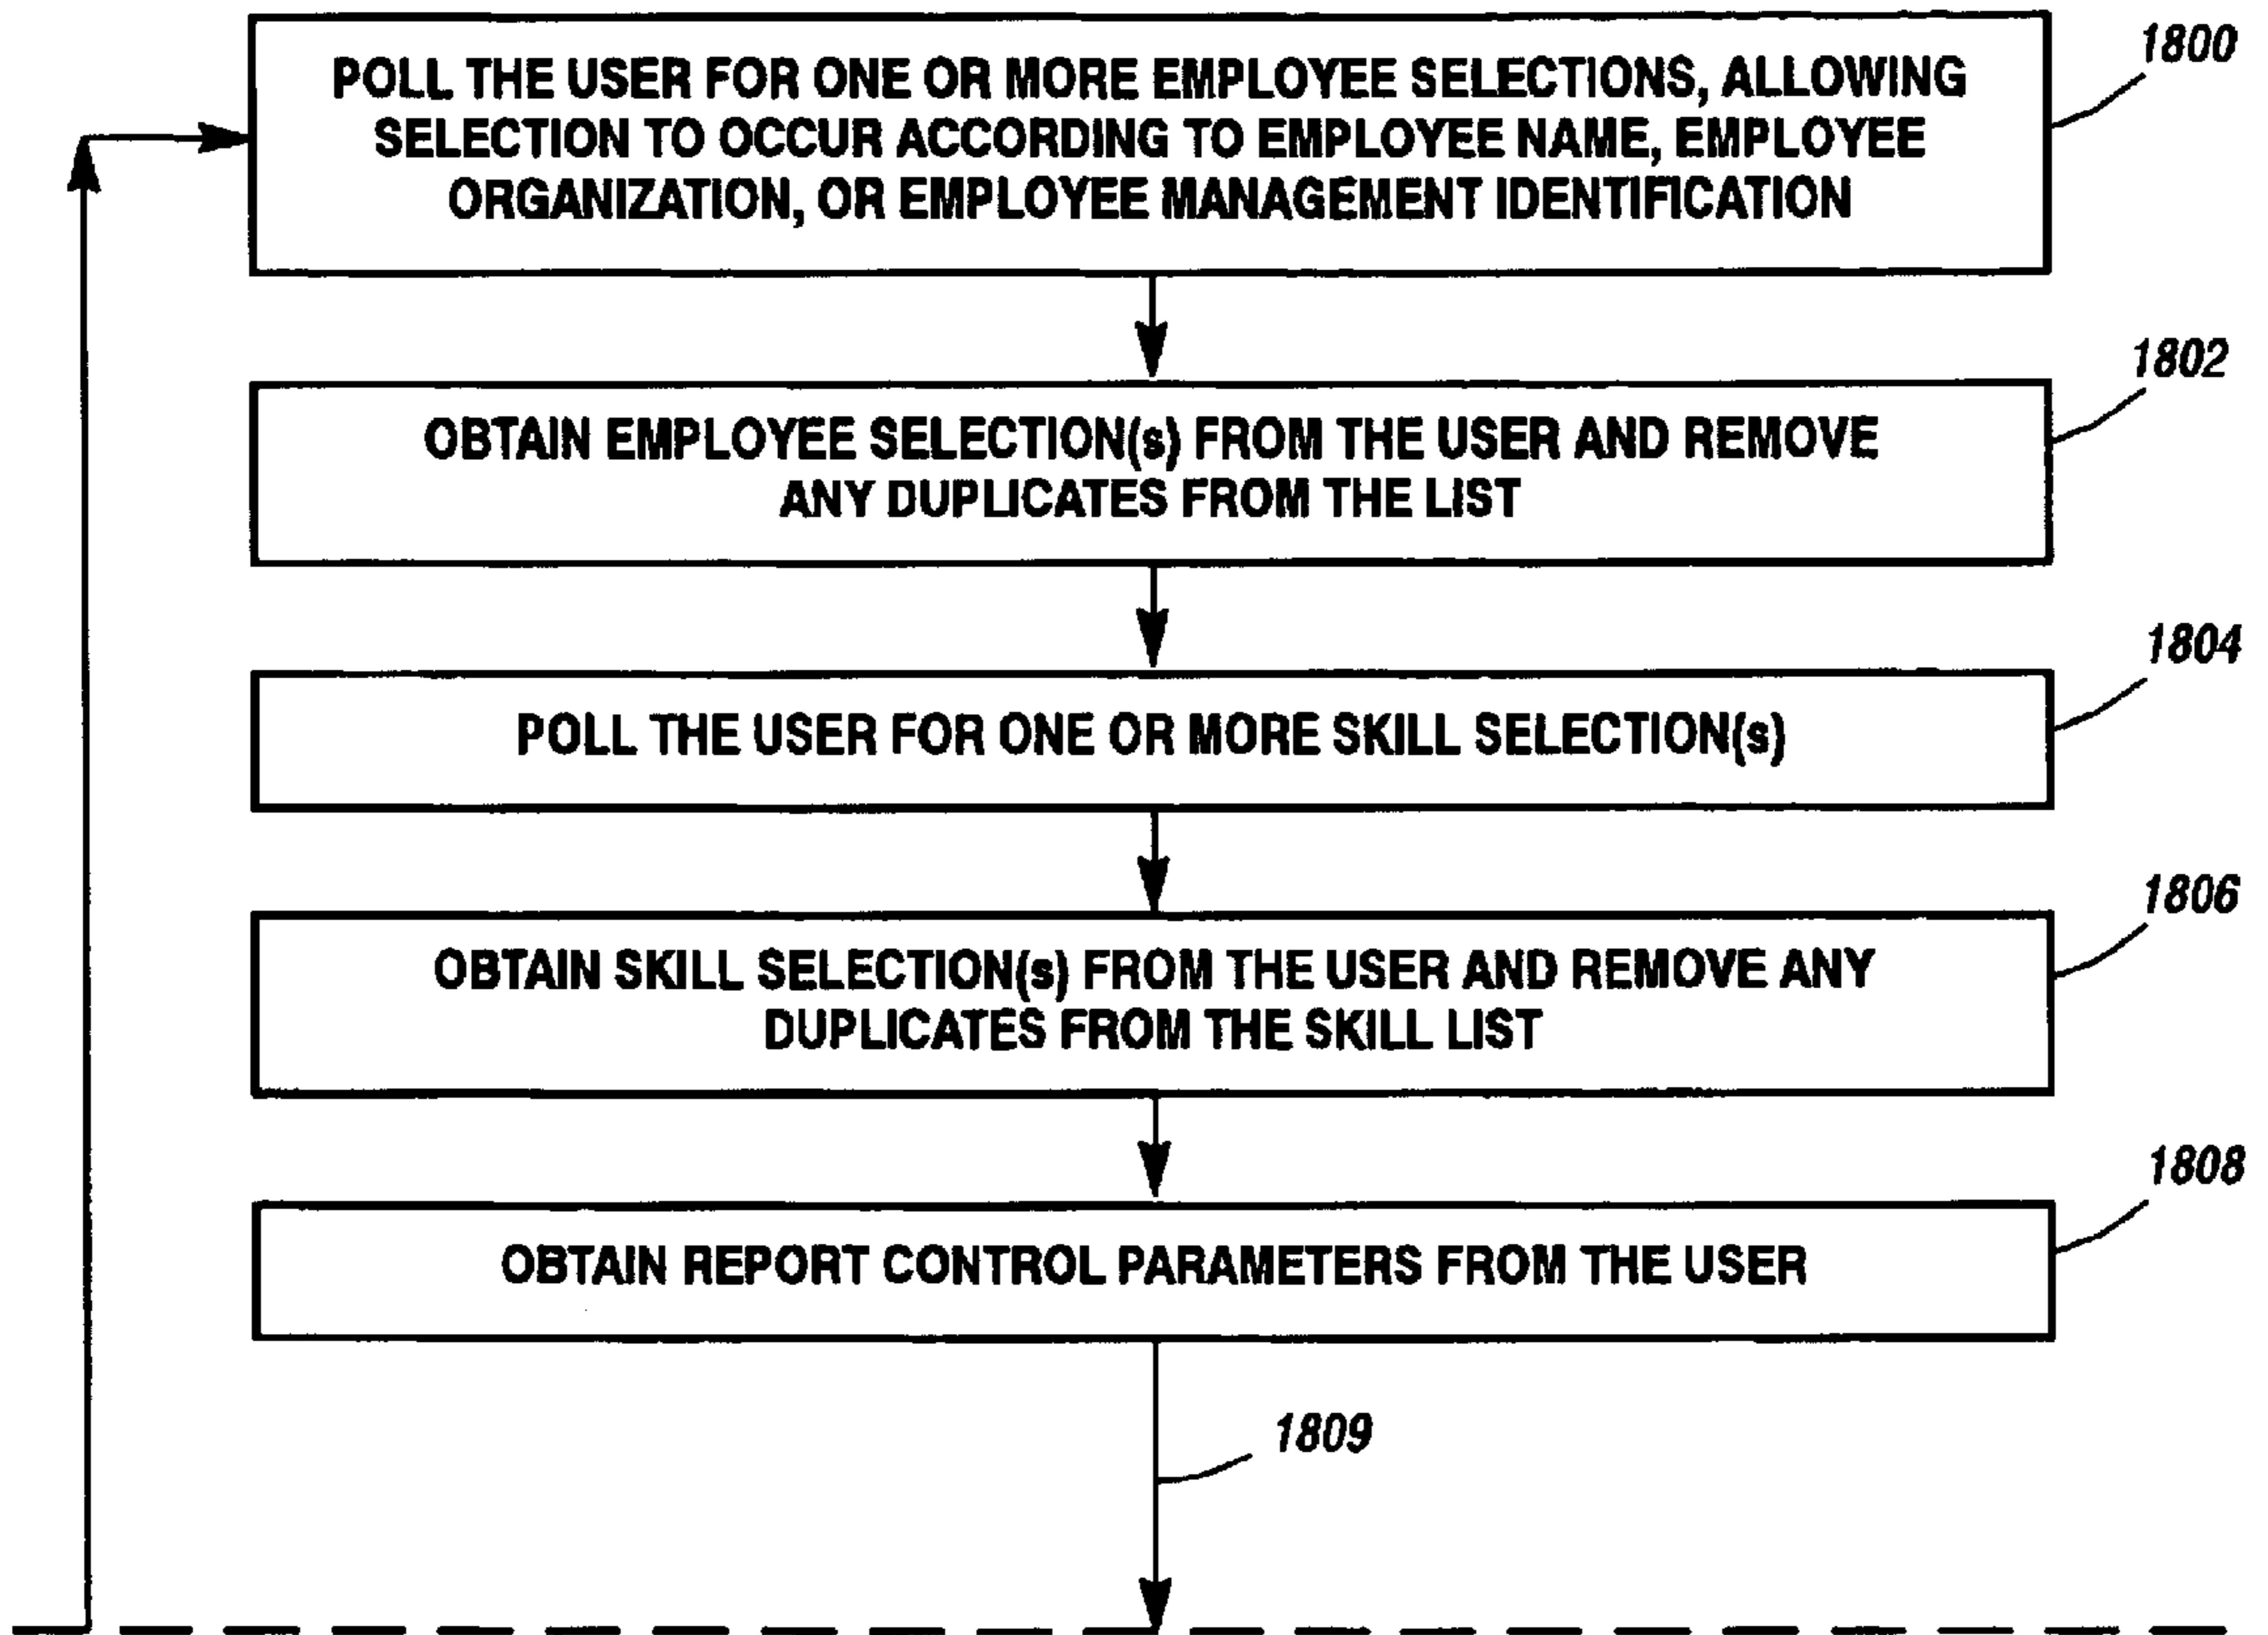 1800
POLL THE USER FOR ONE OR MORE EMPLOYEE SELECTIONS, ALLOWING
SELECTION TO OCCUR ACCORDING TO EMPLOYEE NAME, EMPLOYEE
ORGANIZATION, OR EMPLOYEE MANAGEMENT IDENTIFICATION
1802
OBTAIN EMPLOYEE SELECTION(s) FROM THE USER AND REMOVE
ANY DUPLICATES FROM THE LIST
1804
POLL THE USER FOR ONE OR MORE SKILL SELECTION(s)
1806
OBTAIN SKILL SELECTION(s) FROM THE USER AND REMOVE ANY
DUPLICATES FROM THE SKILL LIST
1808
OBTAIN REPORT CONTROL PARAMETERS FROM THE USER
1809